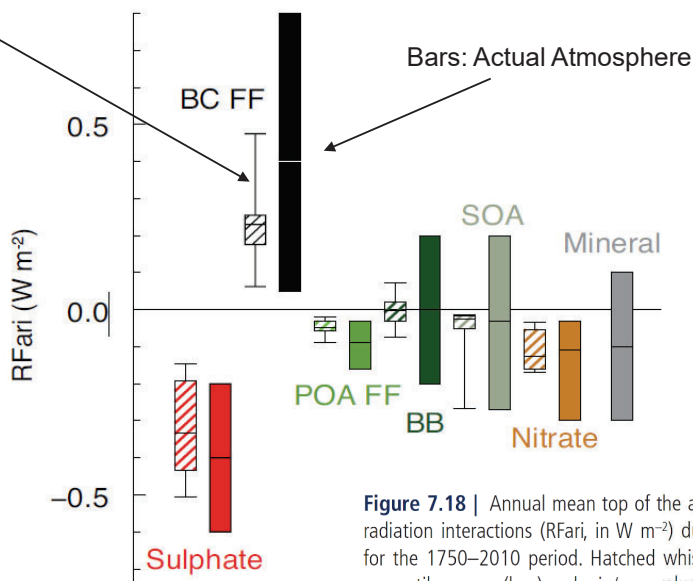 Bars: Actual Atmosphere
BC FF
0.5
SOA
Mineral
RFari (W m-2)
0.0
POA FF
BB
Nitrate
−0.5
Figure 7.18 | Annual mean top of the a
radiation interactions (RFari, in W m–2) du
for the 1750–2010 period. Hatched whis
Sulphate